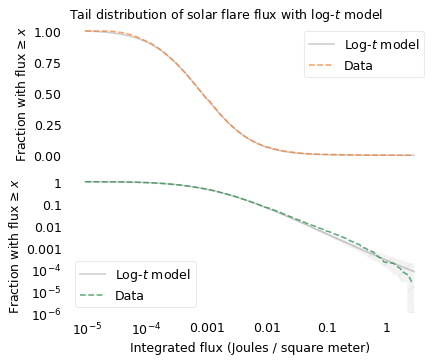 Tail distribution of solar flare flux with log-t model
Fraction with flux ≥ x
1.00
0.75
0.50
0.25
0.00
Log-t model
Data
Fraction with flux ≥ x
1
0.1
0.01
0.001
10⁻⁴
10⁻⁵
10⁻⁶
Log-t model
Data
10⁻⁵ 10⁻⁴ 0.001 0.01 0.1 1
Integrated flux (Joules / square meter)